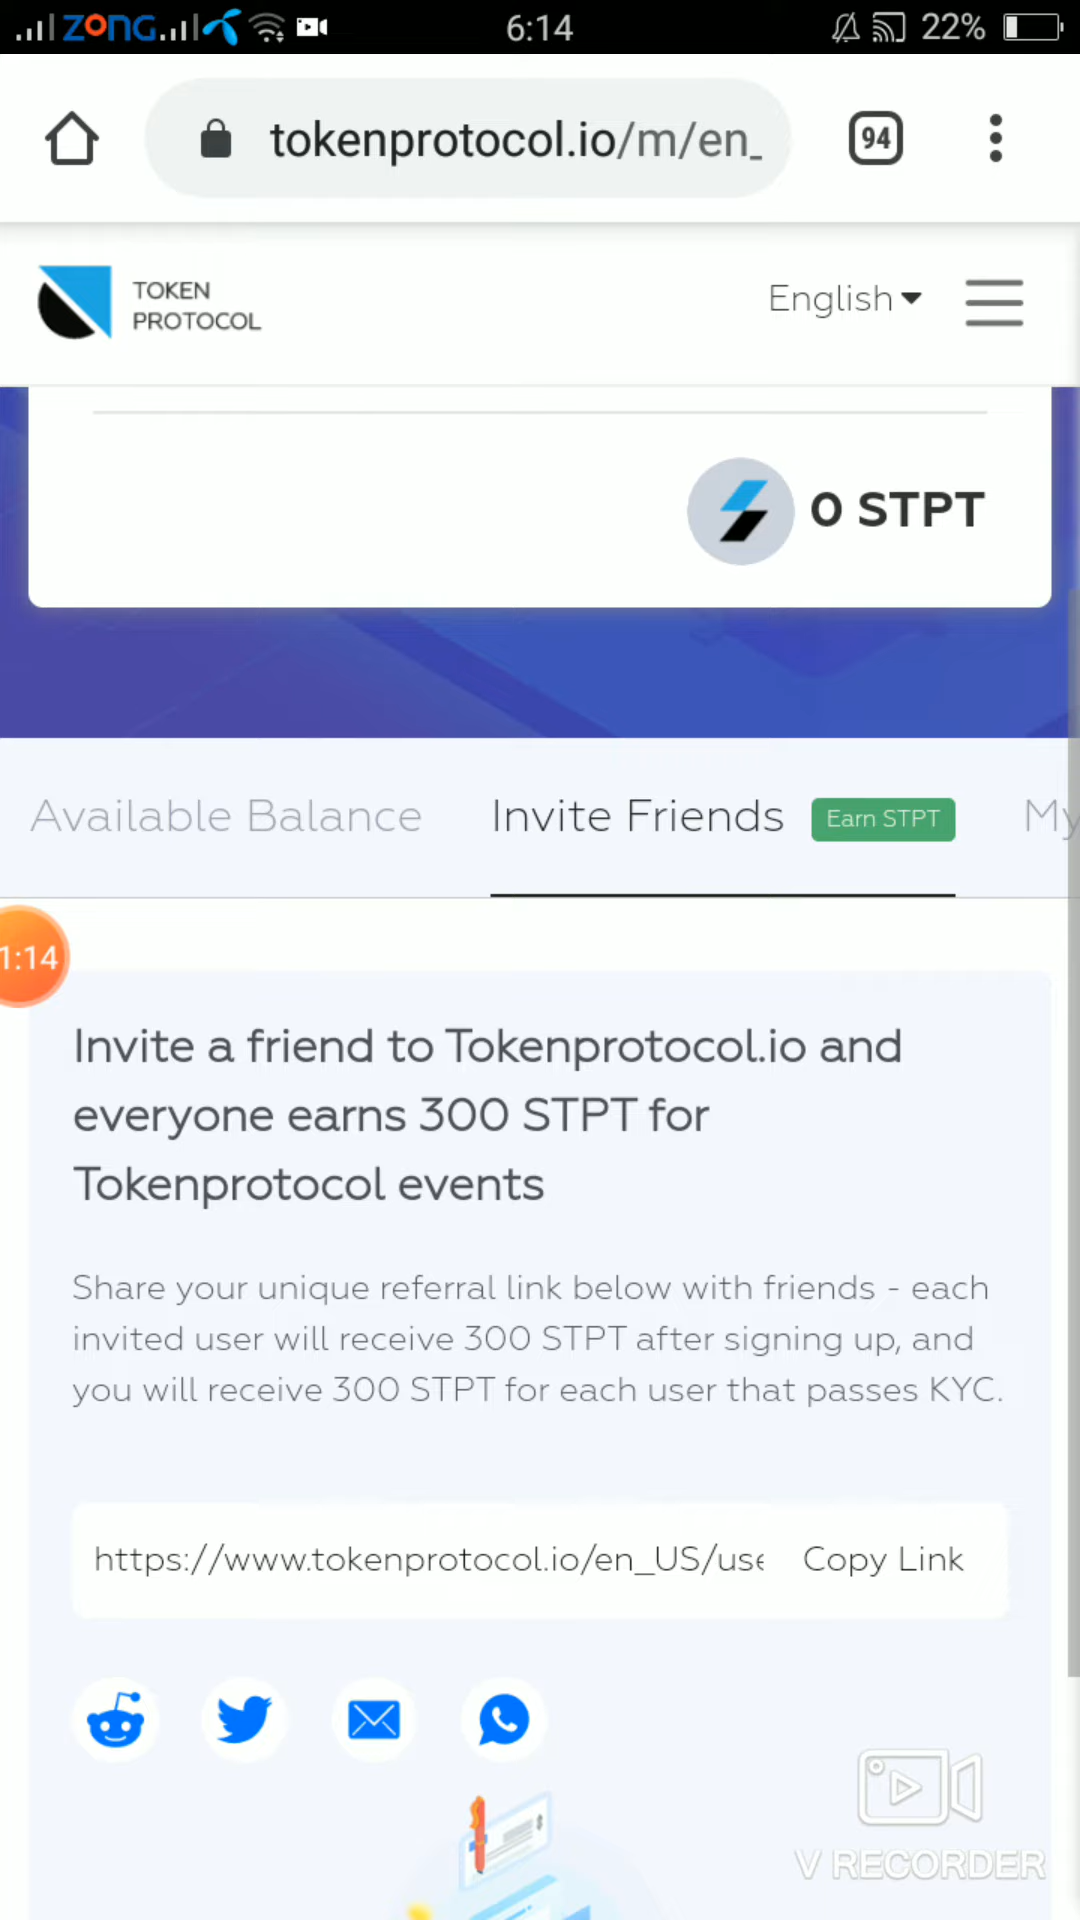 ZONG 6:14 22%
tokenprotocol.io/m/en_ 94
TOKEN
PROTOCOL
English
0 STPT
Available Balance Invite Friends Earn STPT My
1:14
Invite a friend to Tokenprotocol.io and
everyone earns 300 STPT for
Tokenprotocol events
Share your unique referral link below with friends - each
invited user will receive 300 STPT after signing up, and
you will receive 300 STPT for each user that passes KYC.
https://www.tokenprotocol.io/en_US/use Copy Link
V RECORDER